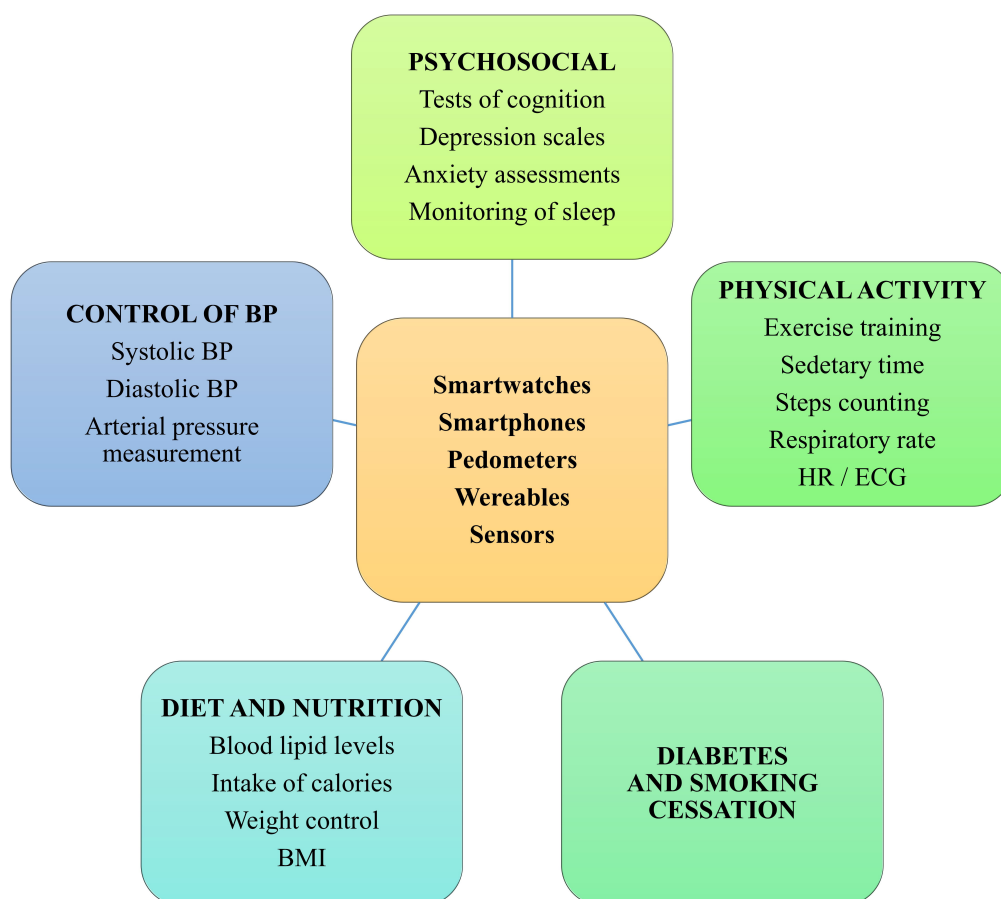 PSYCHOSOCIAL
Tests of cognition
Depression scales
Anxiety assessments
Monitoring of sleep
CONTROL OF BP
Systolic BP
Diastolic BP
Arterial pressure
measurement
Smartwatches
Smartphones
Pedometers
Wereables
Sensors
PHYSICAL ACTIVITY
Exercise training
Sedetary time
Steps counting
Respiratory rate
HR / ECG
DIET AND NUTRITION
Blood lipid levels
Intake of calories
Weight control
BMI
DIABETES
AND SMOKING
CESSATION